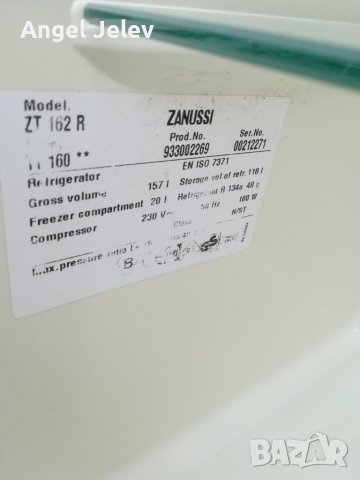 Angel Jelev
Model.
ZT 162 R
ZANUSSI
Prod.No. Ser.No.
160 ** 933002269 00212271
Refrigerator EN ISO 7371
Gross volume 157 l Storage vol of refr. 118 l
Freezer compartment 20 l Refrigerant R 134a 40 g
Compressor 230 V~ 50 Hz 100 W
Class N/ST
max.pressure
GS
BAZAR